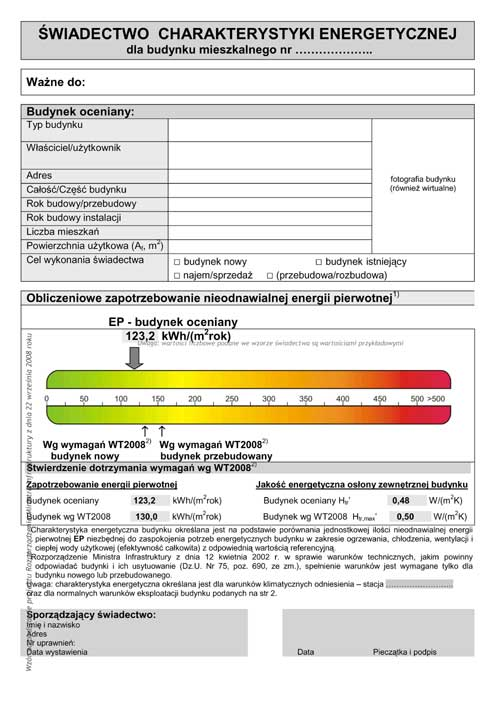 ŚWIADECTWO CHARAKTERYSTYKI ENERGETYCZNEJ
dla budynku mieszkalnego nr ………………..
Ważne do:
Budynek oceniany:
Typ budynku
Właściciel/użytkownik
Adres
Całość/Część budynku
Rok budowy/przebudowy
Rok budowy instalacji
Liczba mieszkań
Powierzchnia użytkowa (Af, m2)
fotografia budynku
(również wirtualne)
Cel wykonania świadectwa
□ budynek nowy □ budynek istniejący
□ najem/sprzedaż □ (przebudowa/rozbudowa)
Obliczeniowe zapotrzebowanie nieodnawialnej energii pierwotnej1)
EP - budynek oceniany
123,2 kWh/(m2rok)
Uwaga: wartości liczbowe podane we wzorze świadectwa są wartościami przykładowymi
0 50 100 150 200 250 300 350 400 450 500 >500
Wg wymagań WT20082)
budynek nowy
Wg wymagań WT20082)
budynek przebudowany
Stwierdzenie dotrzymania wymagań wg WT20082)
Zapotrzebowanie energii pierwotnej
Budynek oceniany 123,2 kWh/(m2rok)
Budynek wg WT2008 130,0 kWh/(m2rok)
Jakość energetyczna osłony zewnętrznej budynku
Budynek oceniany Htr' 0,48 W/(m2K)
Budynek wg WT2008 Htr,max' 0,50 W/(m2K)
Charakterystyka energetyczna budynku określana jest na podstawie porównania jednostkowej ilości nieodnawialnej energii
pierwotnej EP niezbędnej do zaspokojenia potrzeb energetycznych budynku w zakresie ogrzewania, chłodzenia, wentylacji i
ciepłej wody użytkowej (efektywność całkowita) z odpowiednią wartością referencyjną.
Rozporządzenie Ministra Infrastruktury z dnia 12 kwietnia 2002 r. w sprawie warunków technicznych, jakim powinny
odpowiadać budynki i ich usytuowanie (Dz.U. Nr 75, poz. 690, ze zm.), spełnienie warunków jest wymagane tylko dla
budynku nowego lub przebudowanego.
Uwaga: charakterystyka energetyczna określana jest dla warunków klimatycznych odniesienia – stacja ..............................
oraz dla normalnych warunków eksploatacji budynku podanych na str 2.
Sporządzający świadectwo:
Imię i nazwisko
Adres
Nr uprawnień:
Data wystawienia
Data Pieczątka i podpis
projektu Rozporządzenia Ministra Infrastruktury z dnia 22 września 2008 roku